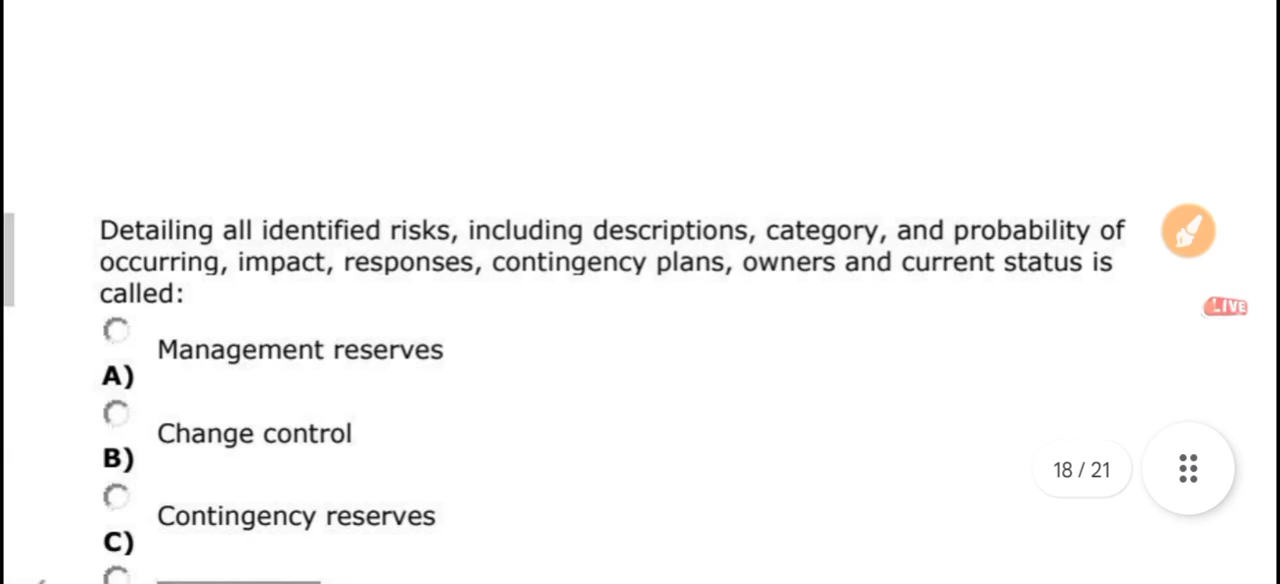 Detailing all identified risks, including descriptions, category, and probability of
occurring, impact, responses, contingency plans, owners and current status is
called:
Management reserves
A)
Change control
B)
Contingency reserves
C)
18 / 21
LIVE